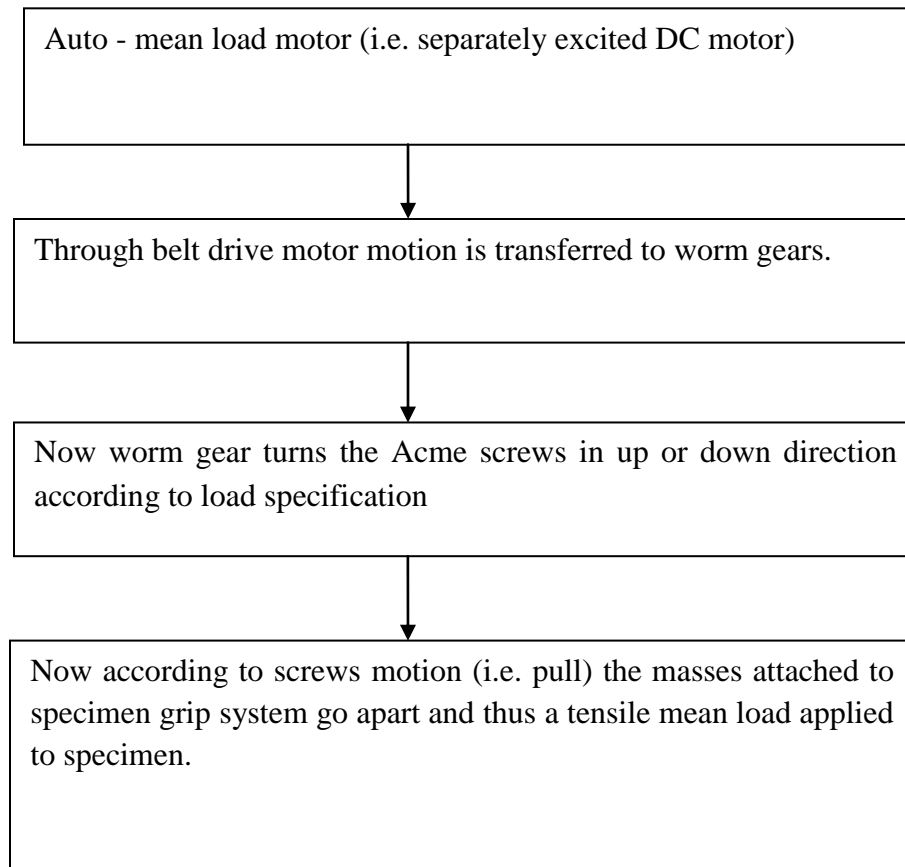 Auto - mean load motor (i.e. separately excited DC motor)
Through belt drive motor motion is transferred to worm gears.
Now worm gear turns the Acme screws in up or down direction
according to load specification
Now according to screws motion (i.e. pull) the masses attached to
specimen grip system go apart and thus a tensile mean load applied
to specimen.